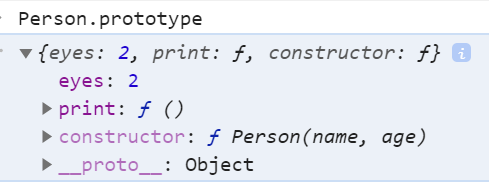 Person.prototype
▼{eyes: 2, print: ƒ, constructor: ƒ} i
eyes: 2
▶ print: ƒ ()
▶ constructor: ƒ Person(name, age)
▶ __proto__: Object